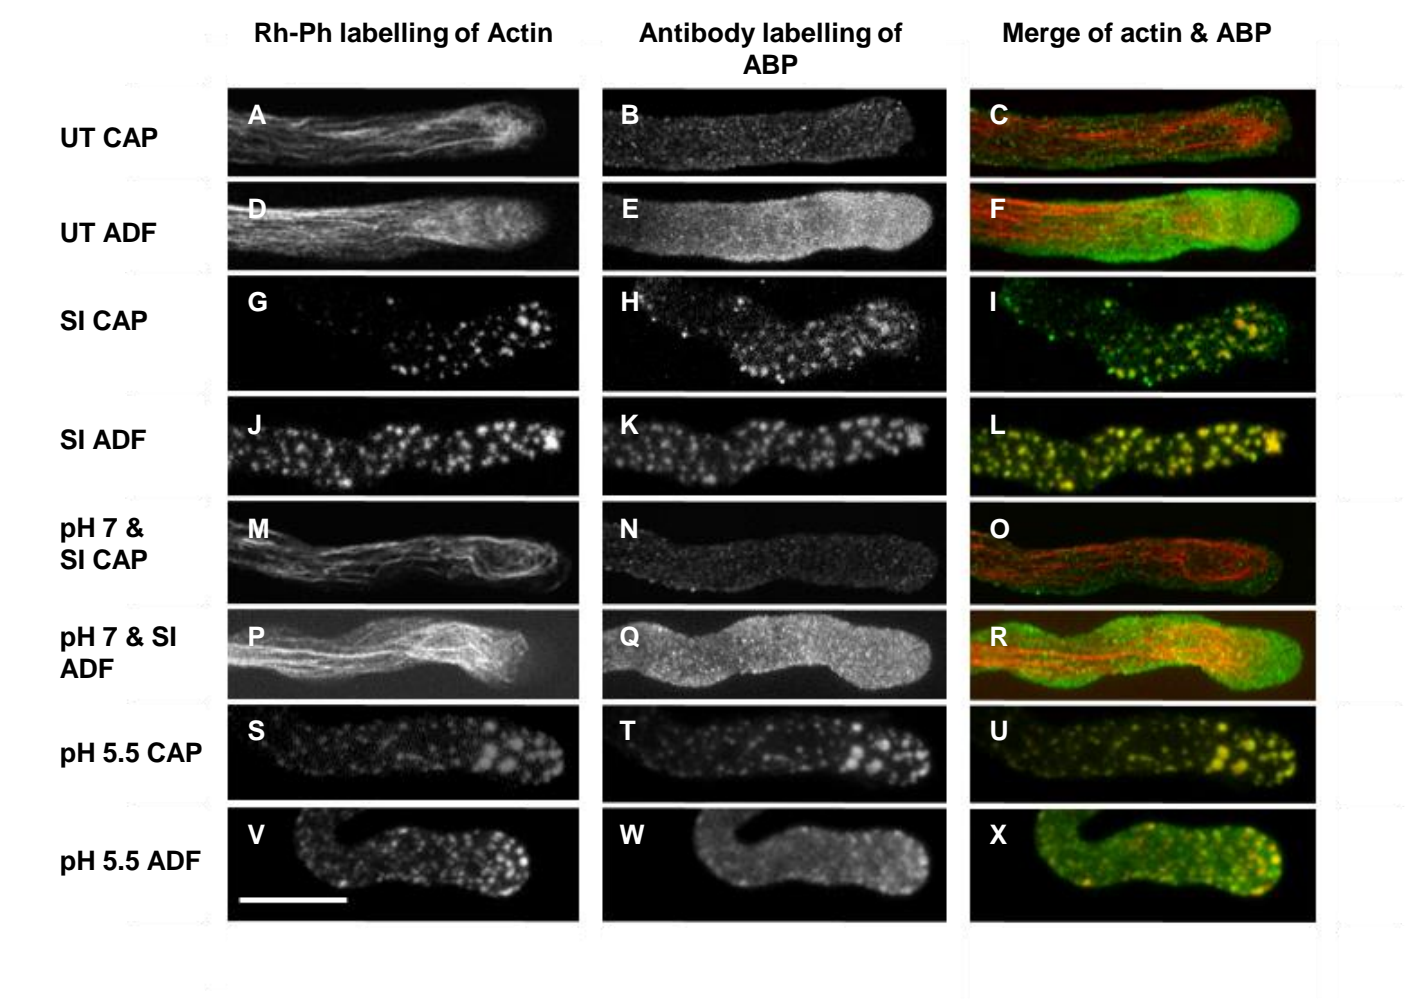 Rh-Ph labelling of Actin
Antibody labelling of
ABP
Merge of actin & ABP
UT CAP
A
B
C
UT ADF
D
E
F
SI CAP
G
H
I
SI ADF
J
K
L
pH 7 &
SI CAP
M
N
O
pH 7 & SI
ADF
P
Q
R
pH 5.5 CAP
S
T
U
pH 5.5 ADF
V
W
X